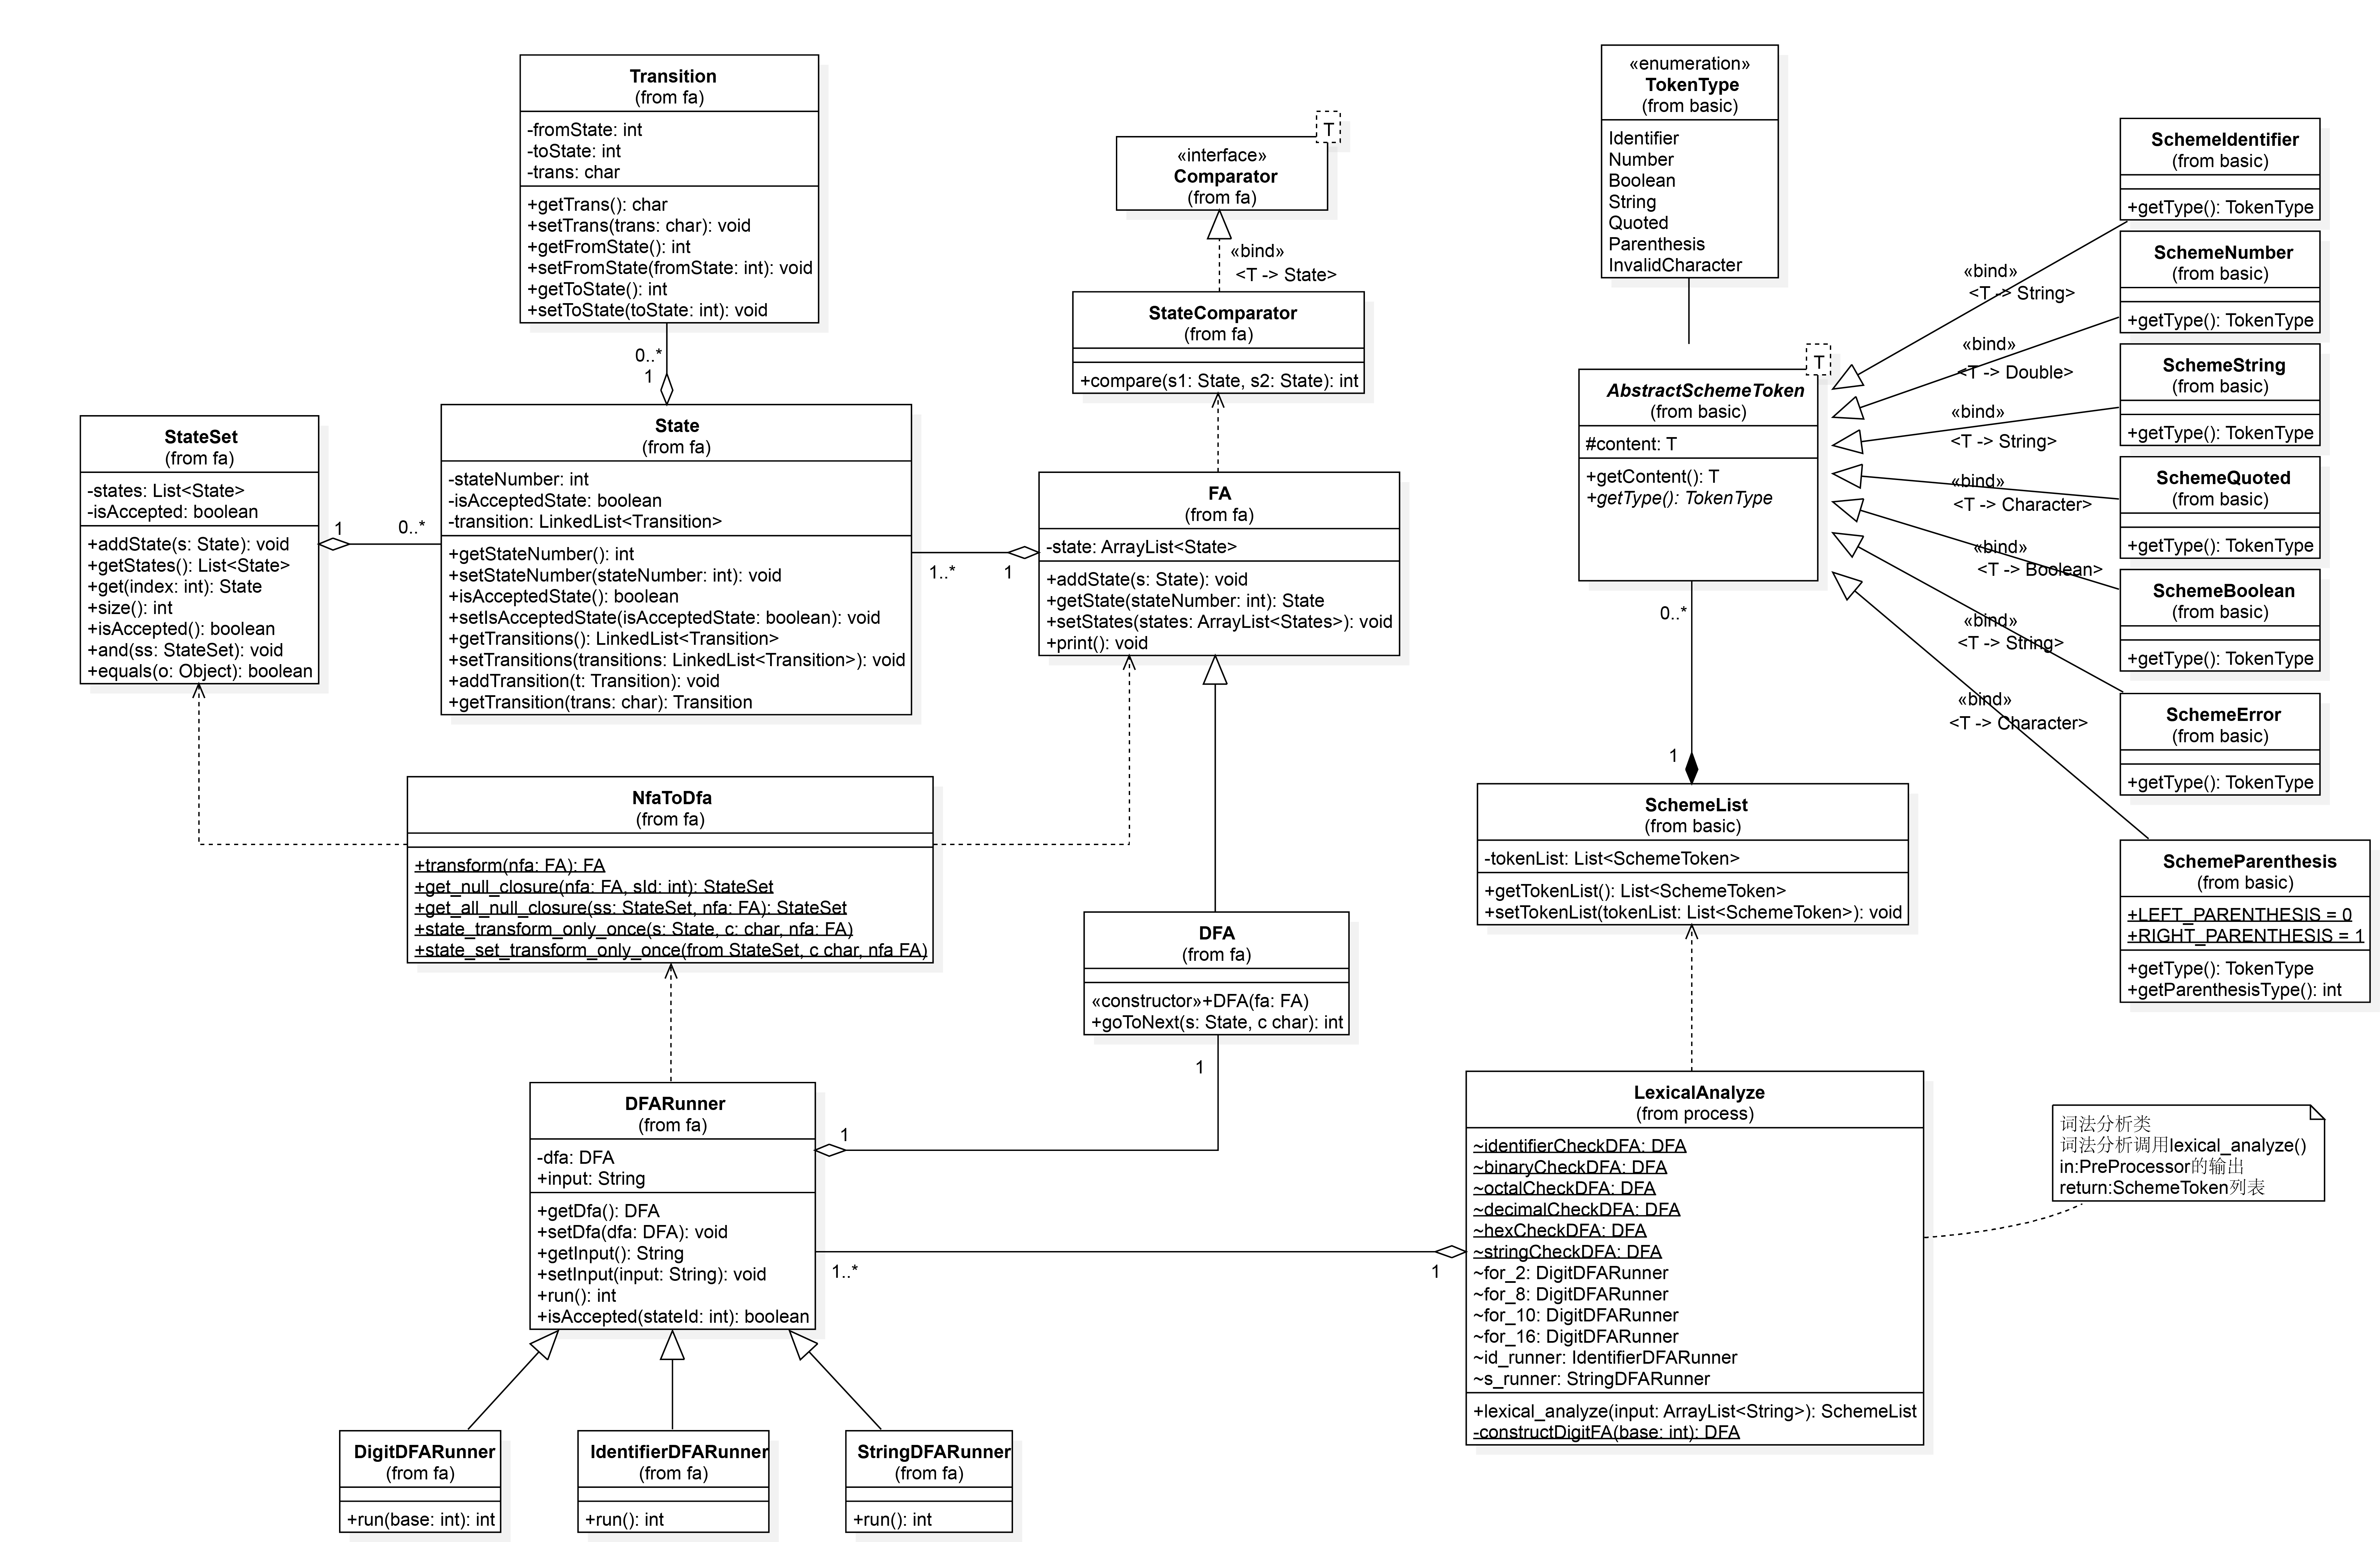 Transition
(from fa)
-fromState: int
-toState: int
-trans: char
+getTrans(): char
+setTrans(trans: char): void
+getFromState(): int
+setFromState(fromState: int): void
+getToState(): int
+setToState(toState: int): void
0..*
1
«interface»
Comparator
(from fa)
T
«bind»
<T -> State>
StateComparator
(from fa)
+compare(s1: State, s2: State): int
StateSet
(from fa)
-states: List<State>
-isAccepted: boolean
+addState(s: State): void
+getStates(): List<State>
+get(index: int): State
+size(): int
+isAccepted(): boolean
+and(ss: StateSet): void
+equals(o: Object): boolean
1
0..*
State
(from fa)
-stateNumber: int
-isAcceptedState: boolean
-transition: LinkedList<Transition>
+getStateNumber(): int
+setStateNumber(stateNumber: int): void
+isAcceptedState(): boolean
+setIsAcceptedState(isAcceptedState: boolean): void
+getTransitions(): LinkedList<Transition>
+setTransitions(transitions: LinkedList<Transition>): void
+addTransition(t: Transition): void
+getTransition(trans: char): Transition
1..*
1
FA
(from fa)
-state: ArrayList<State>
+addState(s: State): void
+getState(stateNumber: int): State
+setStates(states: ArrayList<States>): void
+print(): void
NfaToDfa
(from fa)
+transform(nfa: FA): FA
+get_null_closure(nfa: FA, sId: int): StateSet
+get_all_null_closure(ss: StateSet, nfa: FA): StateSet
+state_transform_only_once(s: State, c: char, nfa: FA)
+state_set_transform_only_once(from StateSet, c char, nfa FA)
DFA
(from fa)
«constructor»+DFA(fa: FA)
+goToNext(s: State, c char): int
1
1
DFARunner
(from fa)
-dfa: DFA
+input: String
+getDfa(): DFA
+setDfa(dfa: DFA): void
+getInput(): String
+setInput(input: String): void
+run(): int
+isAccepted(stateId: int): boolean
1..*
1
DigitDFARunner
(from fa)
+run(base: int): int
IdentifierDFARunner
(from fa)
+run(): int
StringDFARunner
(from fa)
+run(): int
«enumeration»
TokenType
(from basic)
Identifier
Number
Boolean
String
Quoted
Parenthesis
InvalidCharacter
T
AbstractSchemeToken
(from basic)
#content: T
+getContent(): T
+getType(): TokenType
0..*
1
SchemeList
(from basic)
-tokenList: List<SchemeToken>
+getTokenList(): List<SchemeToken>
+setTokenList(tokenList: List<SchemeToken>): void
LexicalAnalyze
(from process)
~identifierCheckDFA: DFA
~binaryCheckDFA: DFA
~octalCheckDFA: DFA
~decimalCheckDFA: DFA
~hexCheckDFA: DFA
~stringCheckDFA: DFA
~for_2: DigitDFARunner
~for_8: DigitDFARunner
~for_10: DigitDFARunner
~for_16: DigitDFARunner
~id_runner: IdentifierDFARunner
~s_runner: StringDFARunner
+lexical_analyze(input: ArrayList<String>): SchemeList
-constructDigitFA(base: int): DFA
词法分析类
词法分析调用lexical_analyze()
in:PreProcessor的输出
return:SchemeToken列表
«bind»
<T -> String>
«bind»
<T -> Double>
«bind»
<T -> String>
«bind»
<T -> Character>
«bind»
<T -> Boolean>
«bind»
<T -> String>
«bind»
<T -> Character>
SchemeIdentifier
(from basic)
+getType(): TokenType
SchemeNumber
(from basic)
+getType(): TokenType
SchemeString
(from basic)
+getType(): TokenType
SchemeQuoted
(from basic)
+getType(): TokenType
SchemeBoolean
(from basic)
+getType(): TokenType
SchemeError
(from basic)
+getType(): TokenType
SchemeParenthesis
(from basic)
+LEFT_PARENTHESIS = 0
+RIGHT_PARENTHESIS = 1
+getType(): TokenType
+getParenthesisType(): int